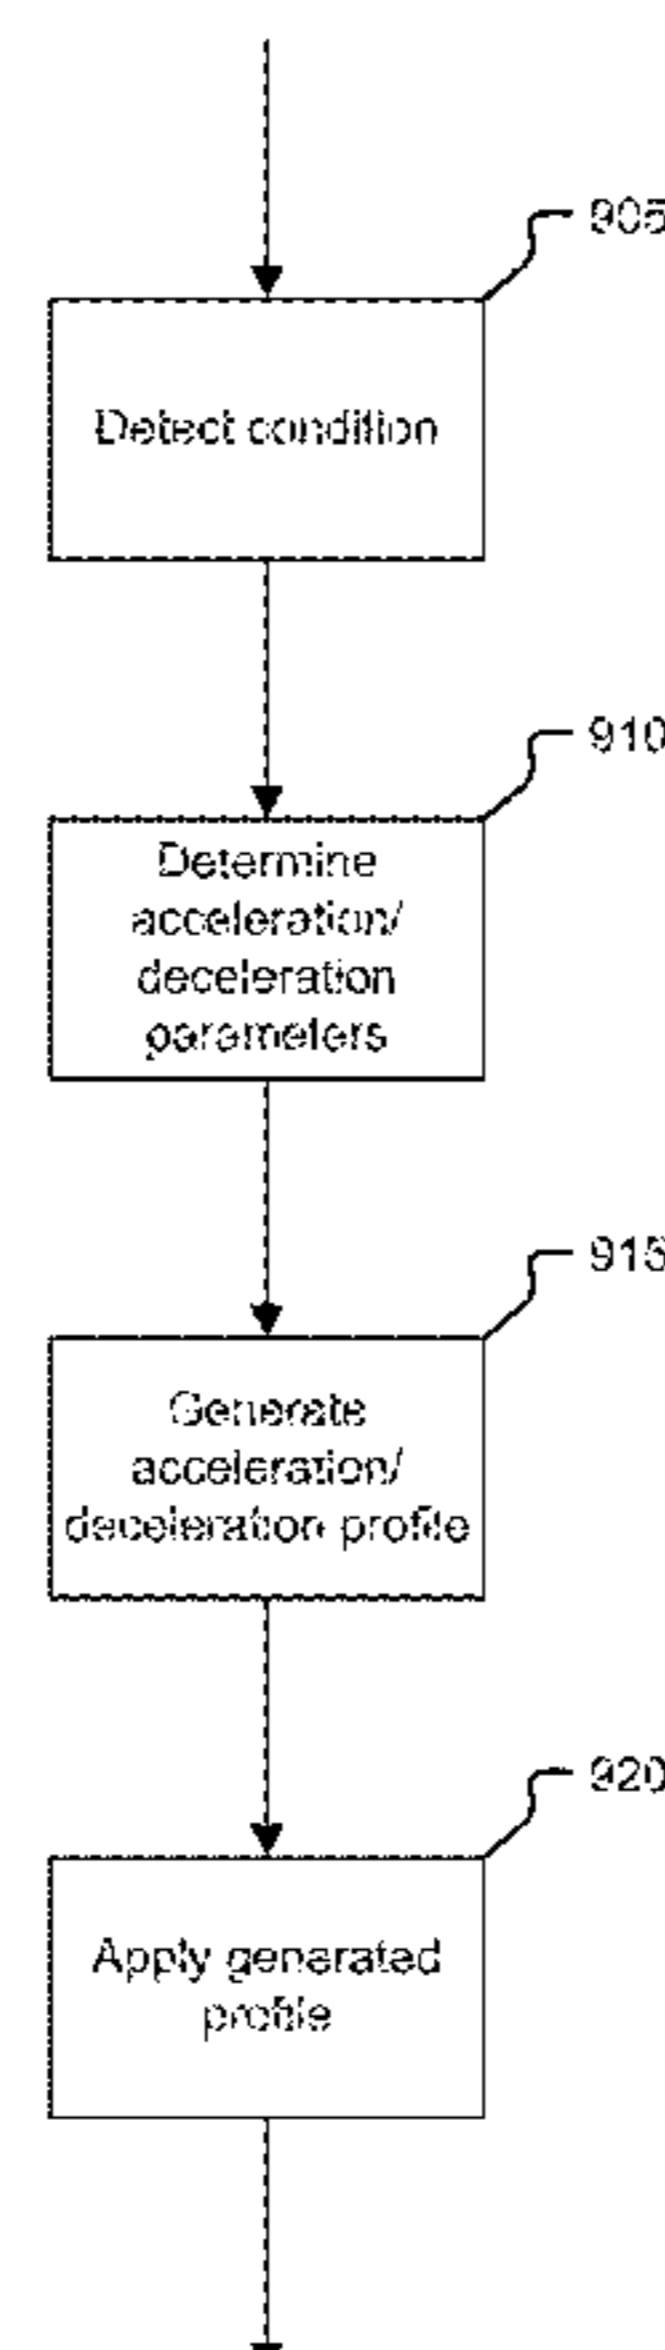 905
Detect condition
910
Determine
acceleration/
deceleration
parameters
915
Generate
acceleration/
deceleration profile
920
Apply generated
profile